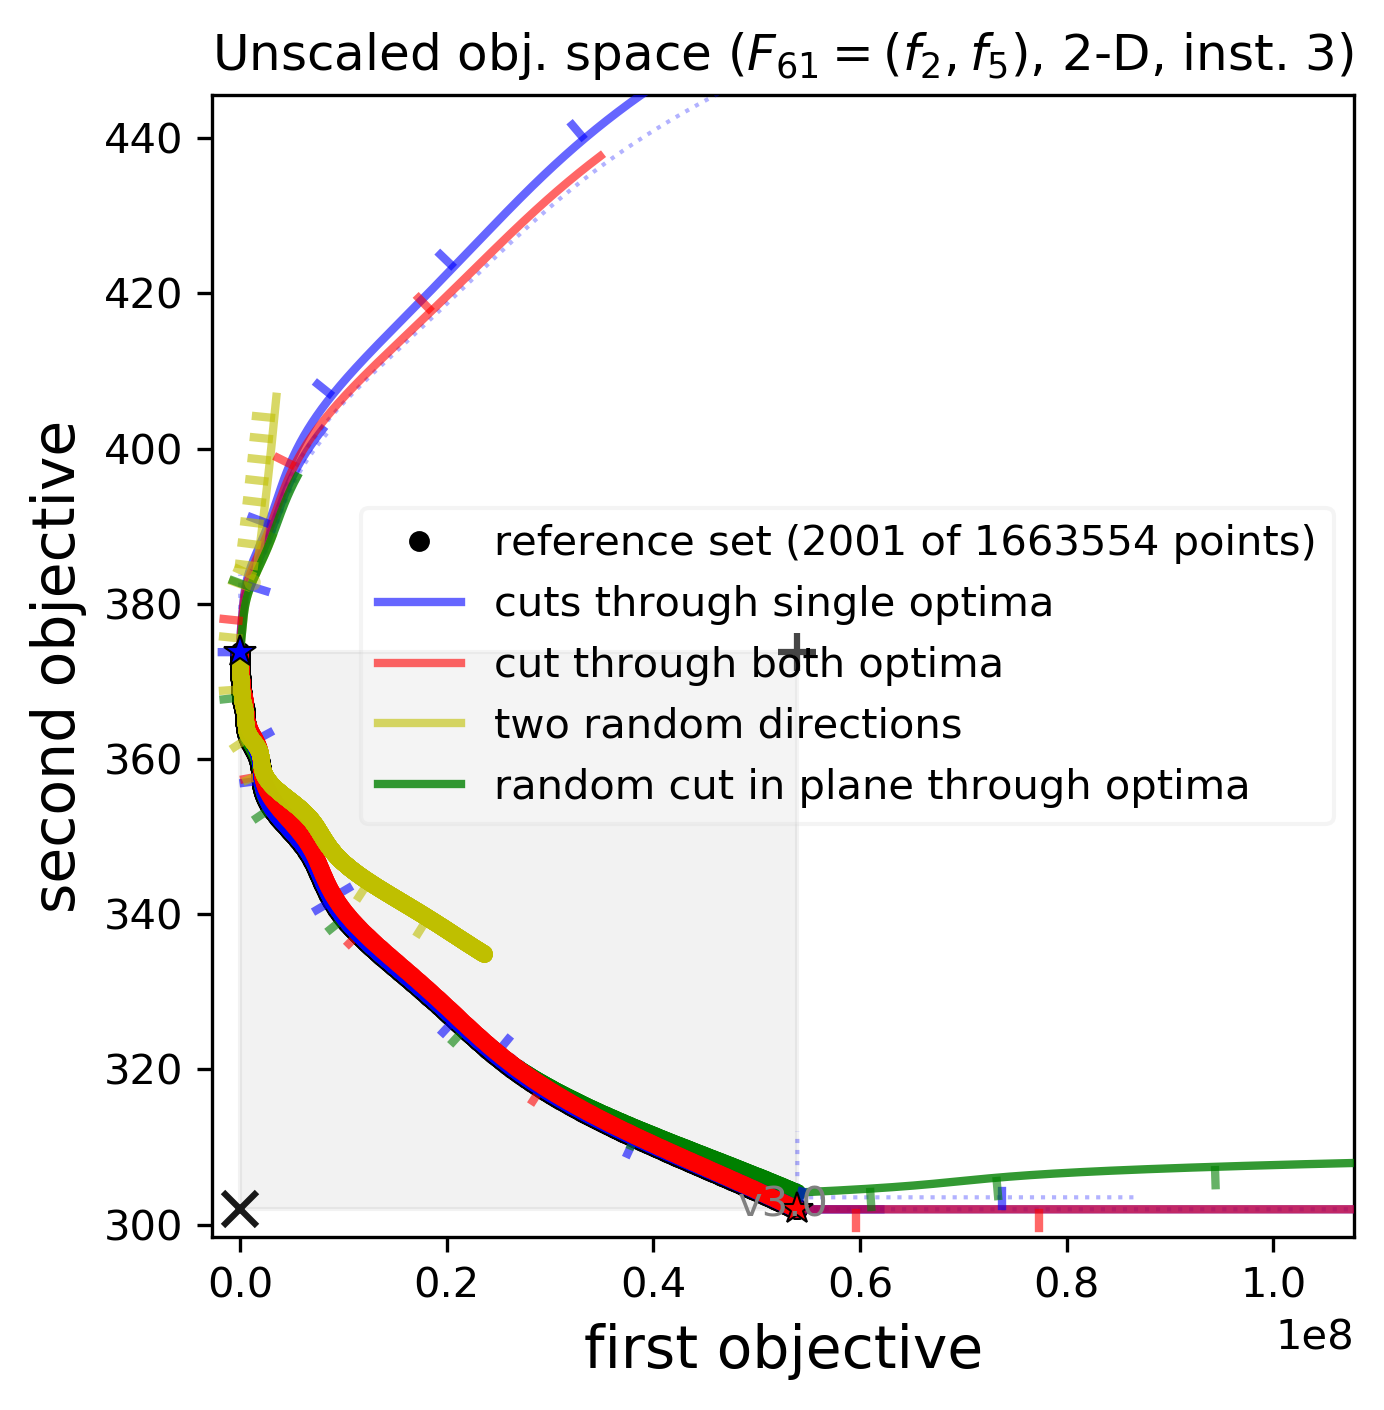 Unscaled obj. space (F61 = (f2, f5), 2-D, inst. 3)
440
420
400
380
360
340
320
300
second objective
reference set (2001 of 1663554 points)
cuts through single optima
cut through both optima
two random directions
random cut in plane through optima
v3.0
0.0 0.2 0.4 0.6 0.8 1.0
1e8
first objective